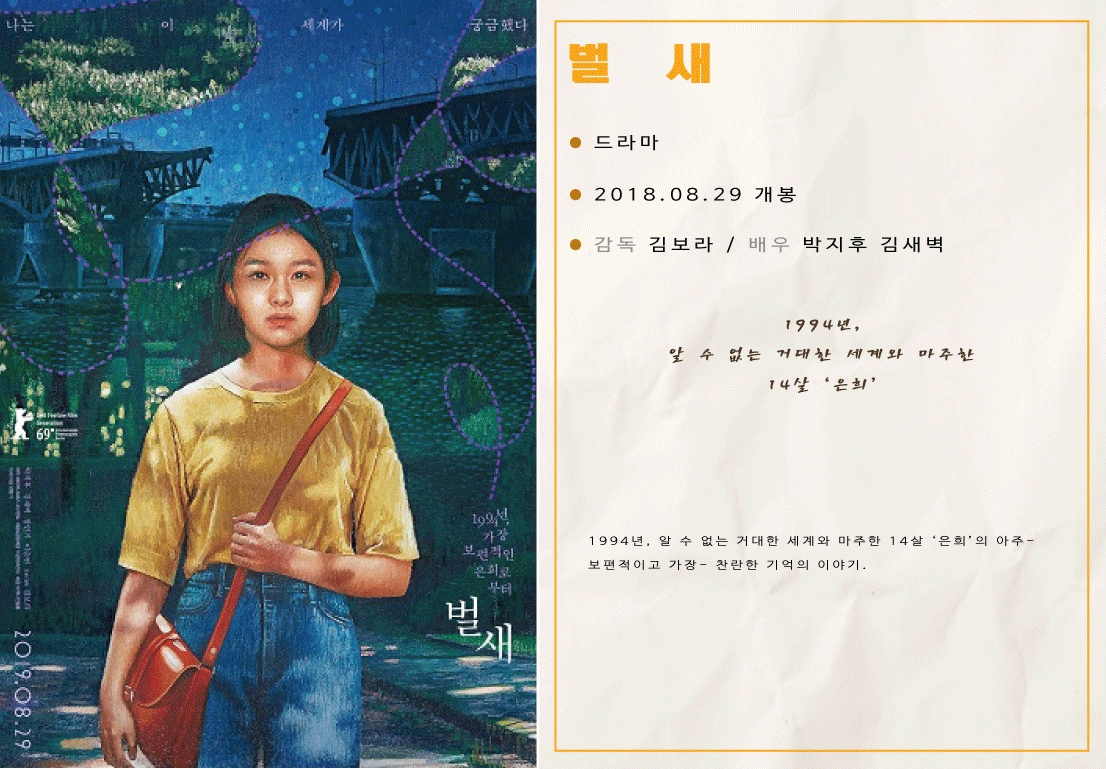 나는 이 세계가 궁금했다
69
1994년,
가장
보편적인
은희로
부터
벌새
2019.08.29
벌 새
드라마
2018.08.29 개봉
감독 김보라 / 배우 박지후 김새벽
1994년,
알 수 없는 거대한 세계와 마주한
14살 ‘은희’
1994년, 알 수 없는 거대한 세계와 마주한 14살 ‘은희’의 아주-
보편적이고 가장- 찬란한 기억의 이야기.